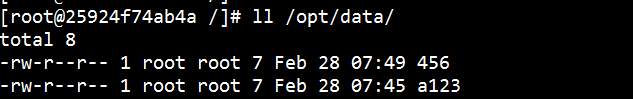 [root@25924f74ab4a /]# ll /opt/data/
total 8
-rw-r--r-- 1 root root 7 Feb 28 07:49 456
-rw-r--r-- 1 root root 7 Feb 28 07:45 a123